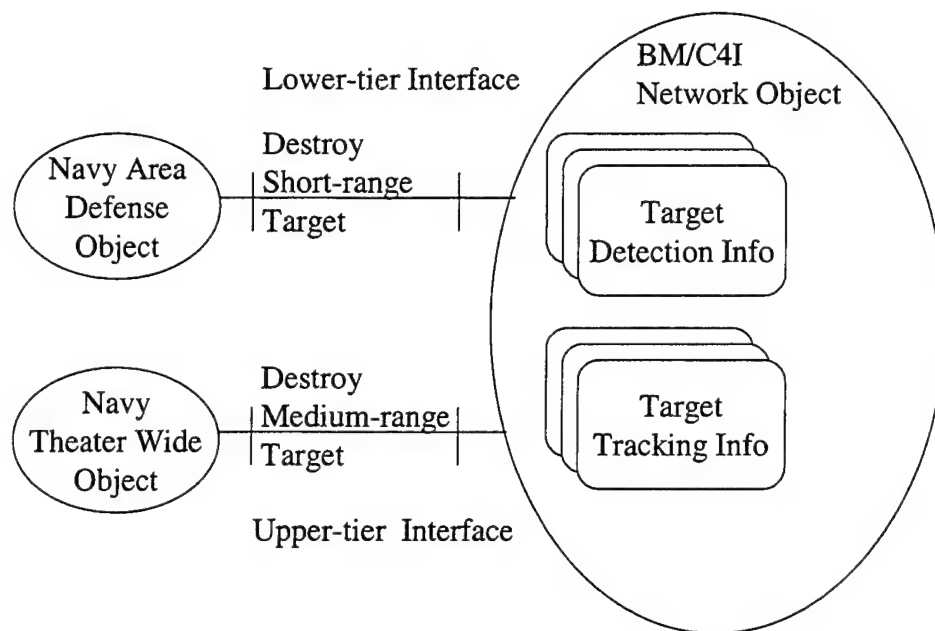 BM/C4I
Network Object
Lower-tier Interface
Navy Area
Defense
Object
Destroy
Short-range
Target
Target
Detection Info
Navy
Theater Wide
Object
Destroy
Medium-range
Target
Target
Tracking Info
Upper-tier Interface